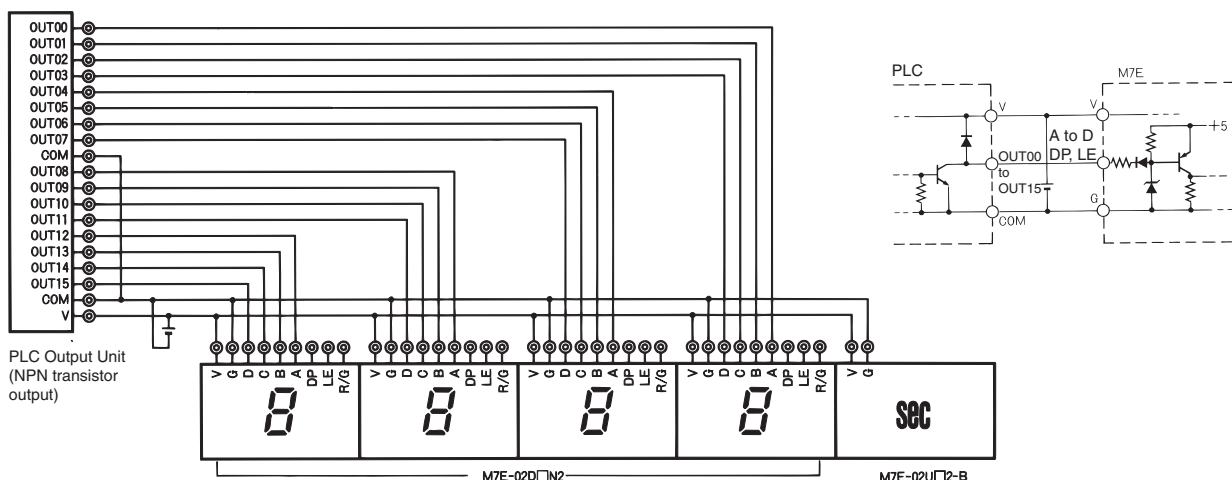 OUT00
OUT01
OUT02
OUT03
OUT04
OUT05
OUT06
OUT07
COM
OUT08
OUT09
OUT10
OUT11
OUT12
OUT13
OUT14
OUT15
COM
V
PLC Output Unit
(NPN transistor
output)
V G D C B A DP LE R/G
V G D C B A DP LE R/G
V G D C B A DP LE R/G
V G D C B A DP LE R/G
V G
8 8 8 8 sec
M7E-02D□N2
M7E-02U□2-B
PLC
M7E
V
V
+5
A to D
DP, LE
OUT00
to
OUT15
G
COM